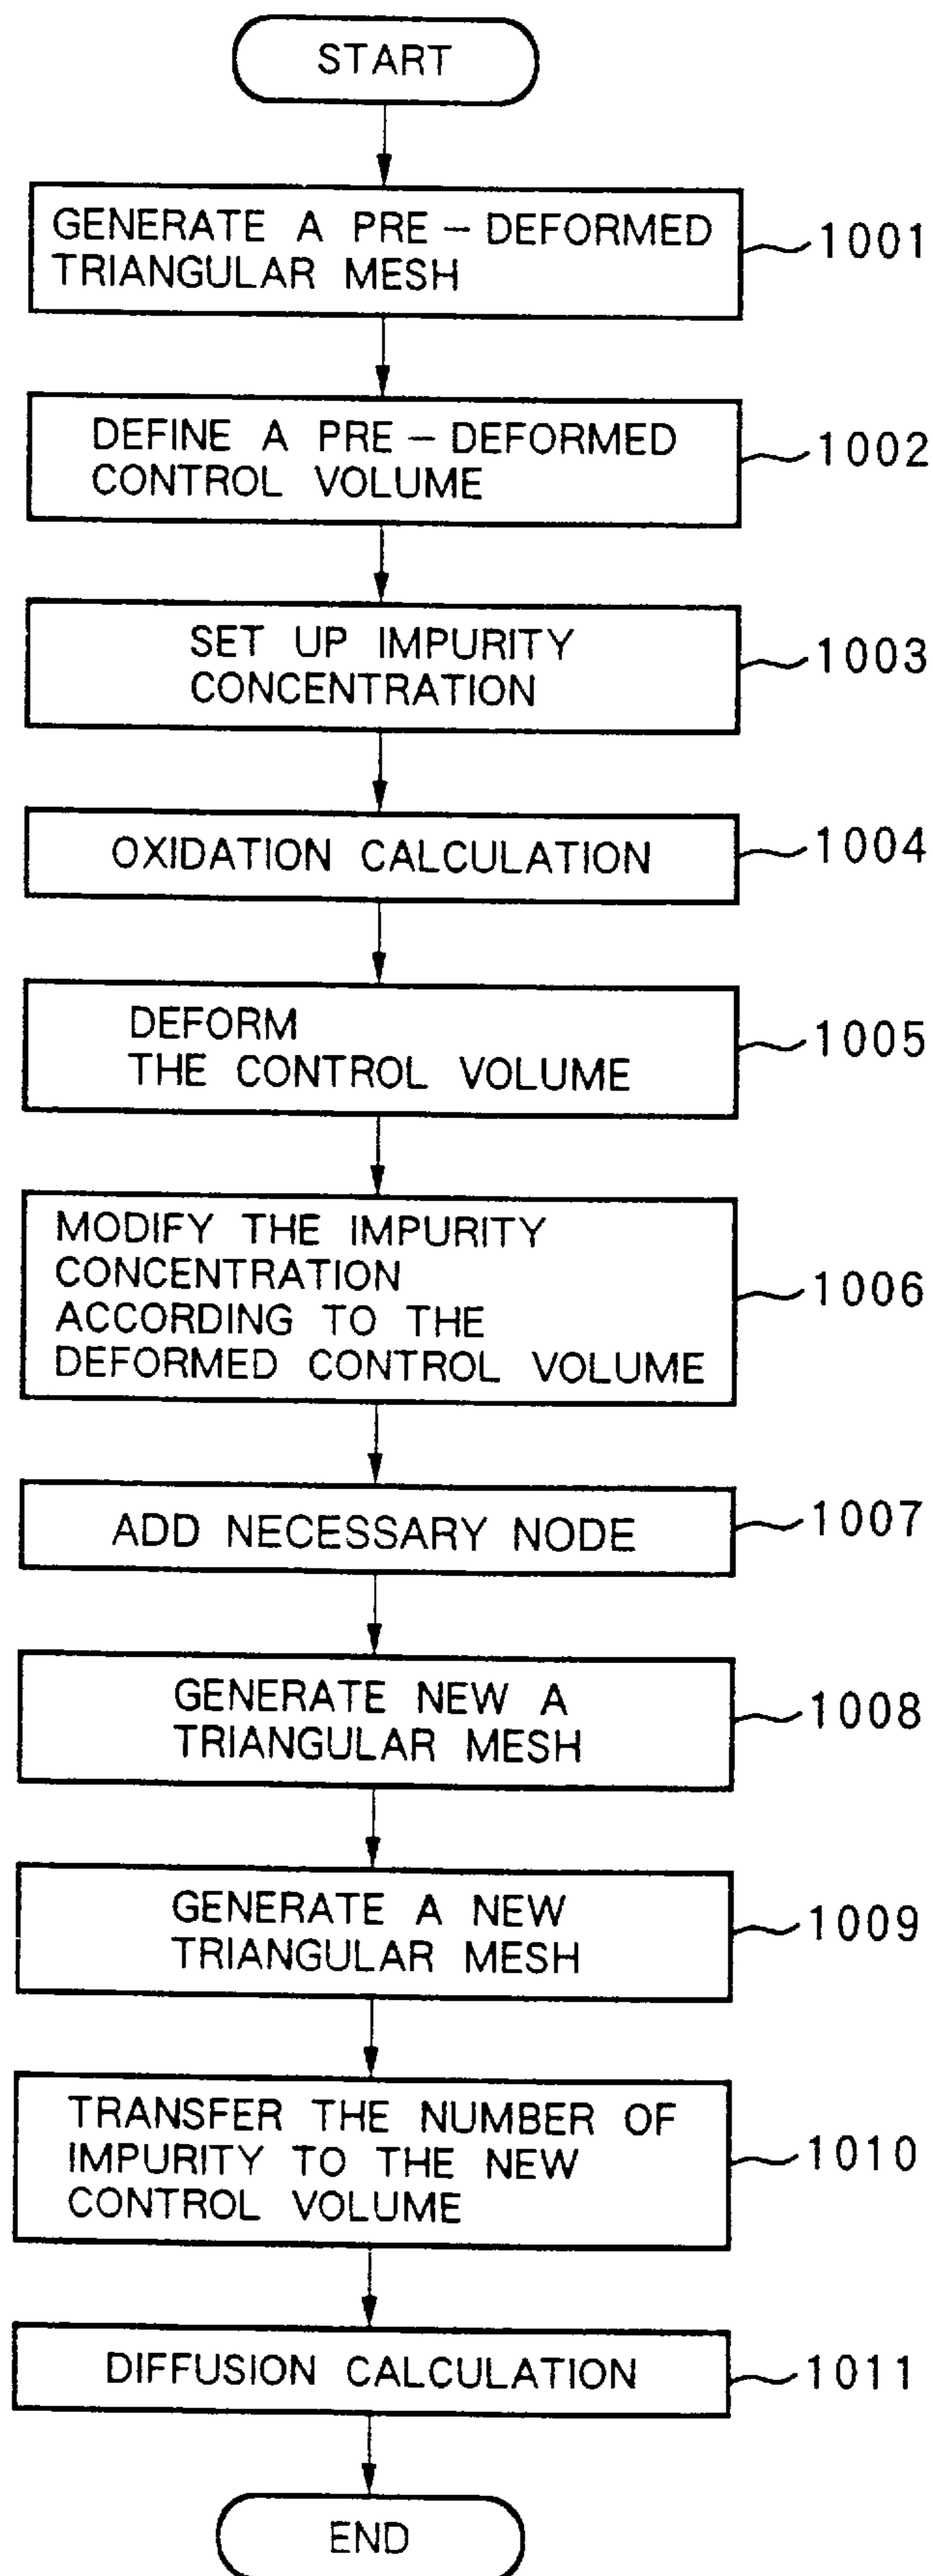 START
GENERATE A PRE-DEFORMED
TRIANGULAR MESH
1001
DEFINE A PRE-DEFORMED
CONTROL VOLUME
1002
SET UP IMPURITY
CONCENTRATION
1003
OXIDATION CALCULATION
1004
DEFORM
THE CONTROL VOLUME
1005
MODIFY THE IMPURITY
CONCENTRATION
ACCORDING TO THE
DEFORMED CONTROL VOLUME
1006
ADD NECESSARY NODE
1007
GENERATE NEW A
TRIANGULAR MESH
1008
GENERATE A NEW
TRIANGULAR MESH
1009
TRANSFER THE NUMBER OF
IMPURITY TO THE NEW
CONTROL VOLUME
1010
DIFFUSION CALCULATION
1011
END